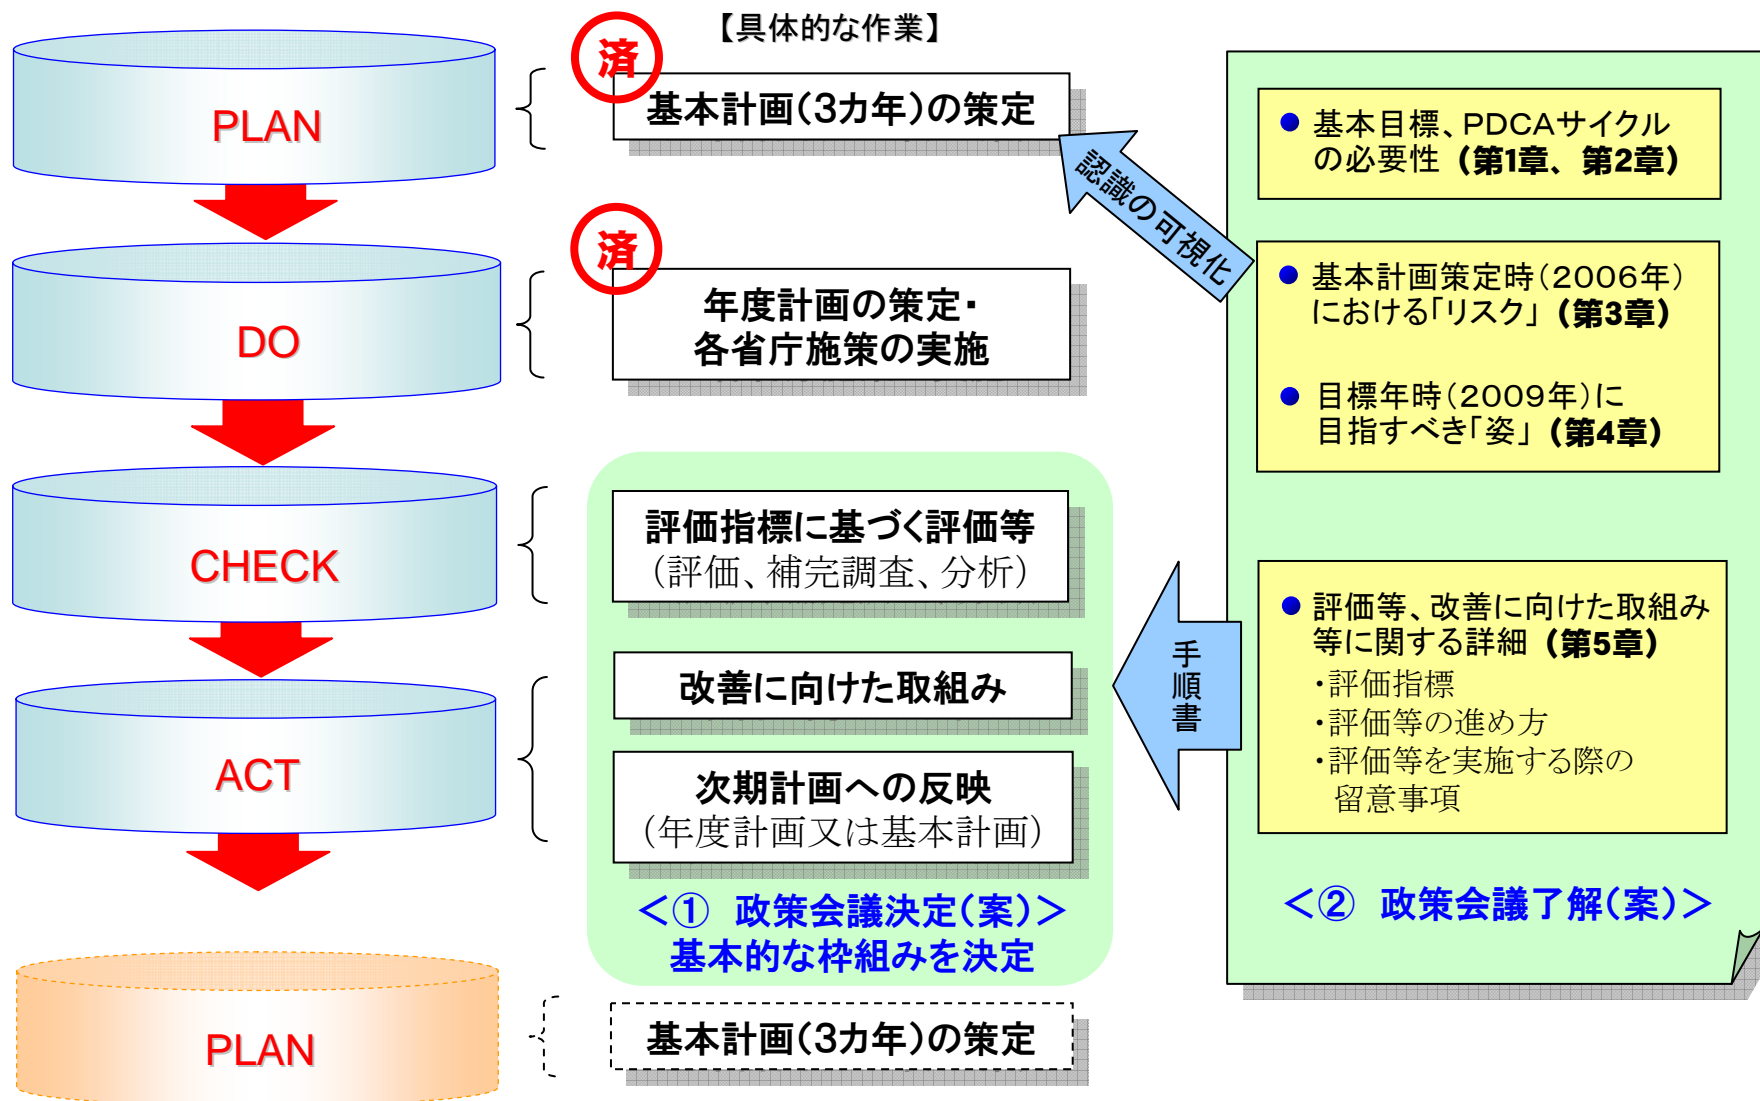 【具体的な作業】
PLAN
済
基本計画(3カ年)の策定
DO
済
年度計画の策定・
各省庁施策の実施
CHECK
評価指標に基づく評価等
(評価、補完調査、分析)
ACT
改善に向けた取組み
次期計画への反映
(年度計画又は基本計画)
<① 政策会議決定(案)>
基本的な枠組みを決定
PLAN
基本計画(3カ年)の策定
認識の可視化
手順書
● 基本目標、PDCAサイクル
の必要性 (第1章、第2章)
● 基本計画策定時(2006年)
における「リスク」 (第3章)
● 目標年時(2009年)に
目指すべき「姿」 (第4章)
● 評価等、改善に向けた取組み
等に関する詳細 (第5章)
・評価指標
・評価等の進め方
・評価等を実施する際の
留意事項
<② 政策会議了解(案)>